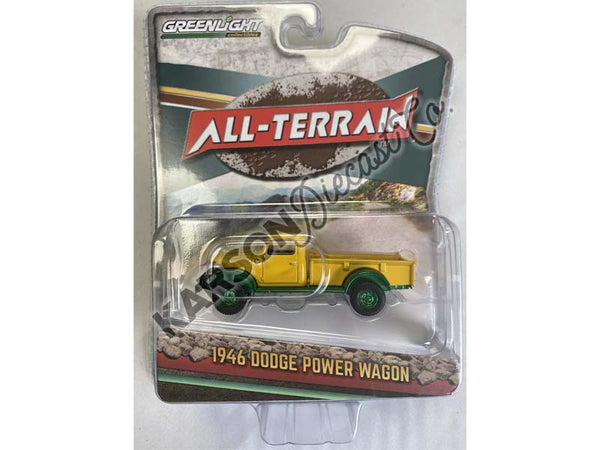 GREENLIGHT
collectibles
ALL-TERRAIN
KARSON Diecast Co.
1946 DODGE POWER WAGON